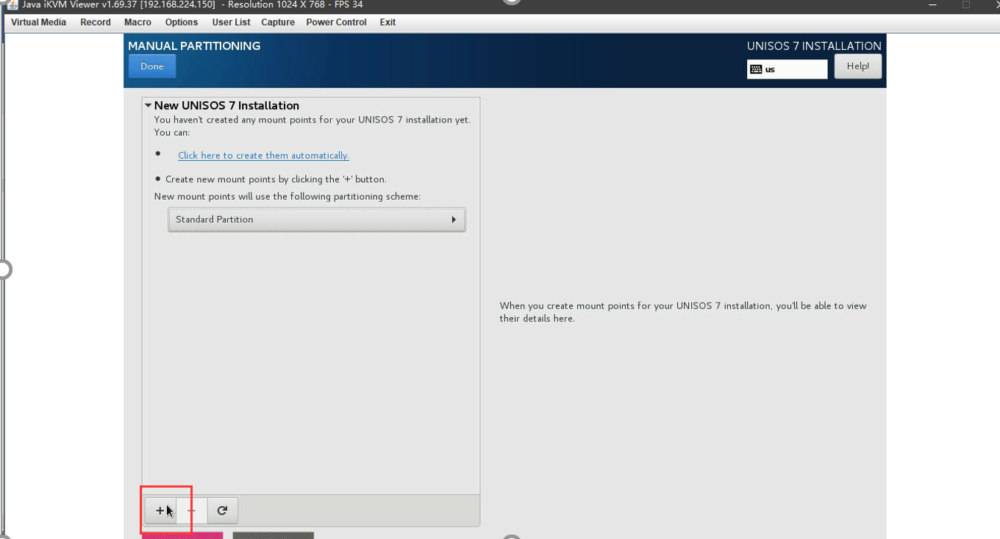 Java iKVM Viewer v1.69.37 [192.168.224.150] - Resolution 1024 X 768 - FPS 34
Virtual Media Record Macro Options User List Capture Power Control Exit
MANUAL PARTITIONING
UNISOS 7 INSTALLATION
Done
us
Help!
New UNISOS 7 Installation
You haven't created any mount points for your UNISOS 7 installation yet.
You can:
• Click here to create them automatically.
• Create new mount points by clicking the '+' button.
New mount points will use the following partitioning scheme:
Standard Partition
When you create mount points for your UNISOS 7 installation, you'll be able to view
their details here.
+ -